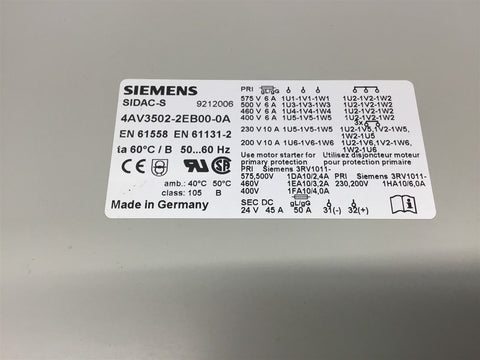 SIEMENS
SIDAC-S 9212006
4AV3502-2EB00-0A
EN 61558 EN 61131-2
ta 60°C / B 50...60 Hz
amb.: 40°C 50°C
class: 105 B
Made in Germany
PRI gL/gG
575 V 6 A 1U1-1V1-1W1 1U2-1V2-1W2
500 V 6 A 1U3-1V3-1W3 1U2-1V2-1W2
460 V 6 A 1U4-1V4-1W4 1U2-1V2-1W2
400 V 6 A 1U5-1V5-1W5 1U2-1V2-1W2
3x
230 V 10 A 1U5-1V5-1W5 1U2-1V5,1V2-1W5,
1W2-1U5
200 V 10 A 1U6-1V6-1W6 1U2-1V6,1V2-1W6,
1W2-1U6
Use motor starter for primary protection
Utilisez disjoncteur moteur pour protection primaire
PRI Siemens 3RV1011- PRI Siemens 3RV1011-
575,500V 1DA10/2,4A
460V 1EA10/3,2A 230,200V 1HA10/6,0A
400V 1FA10/4,0A
SEC DC gL/gG
24 V 45 A 50 A 31(-) 32(+)